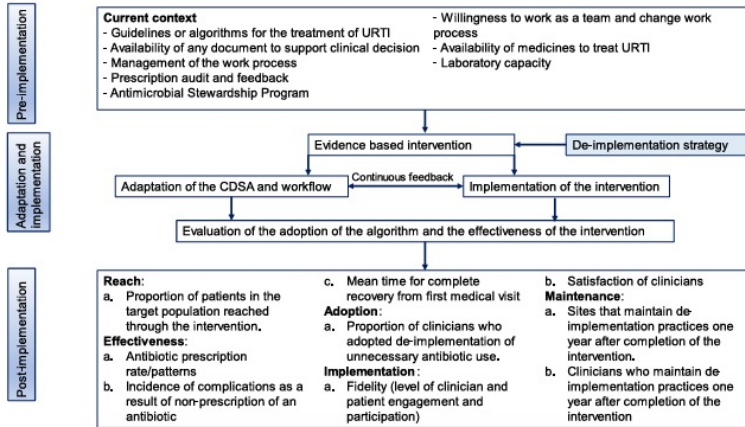 Pre-implementation
Current context
- Guidelines or algorithms for the treatment of URTI
- Availability of any document to support clinical decision
- Management of the work process
- Prescription audit and feedback
- Antimicrobial Stewardship Program
- Willingness to work as a team and change work
process
- Availability of medicines to treat URTI
- Laboratory capacity
Adaptation and
implementation
Evidence based intervention
De-implementation strategy
Adaptation of the CDSA and workflow
Continuous feedback
Implementation of the intervention
Evaluation of the adoption of the algorithm and the effectiveness of the intervention
Post-implementation
Reach:
a. Proportion of patients in the
target population reached
through the intervention.
Effectiveness:
a. Antibiotic prescription
rate/patterns
b. Incidence of complications as a
result of non-prescription of an
antibiotic
c. Mean time for complete
recovery from first medical visit
Adoption:
a. Proportion of clinicians who
adopted de-implementation of
unnecessary antibiotic use.
Implementation:
a. Fidelity (level of clinician and
patient engagement and
participation)
b. Satisfaction of clinicians
Maintenance:
a. Sites that maintain de-
implementation practices one
year after completion of the
intervention.
b. Clinicians who maintain de-
implementation practices one
year after completion of the
intervention